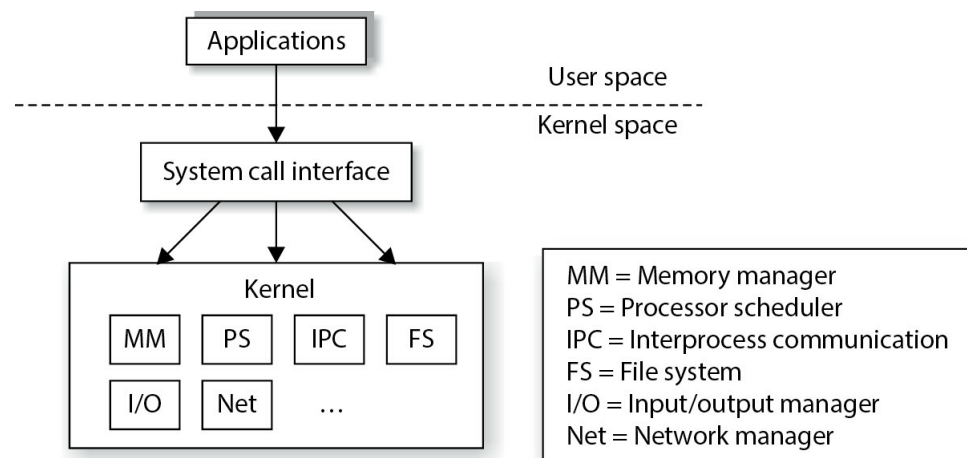 Applications
User space
Kernel space
System call interface
Kernel
MM PS IPC FS
I/O Net ...
MM = Memory manager
PS = Processor scheduler
IPC = Interprocess communication
FS = File system
I/O = Input/output manager
Net = Network manager